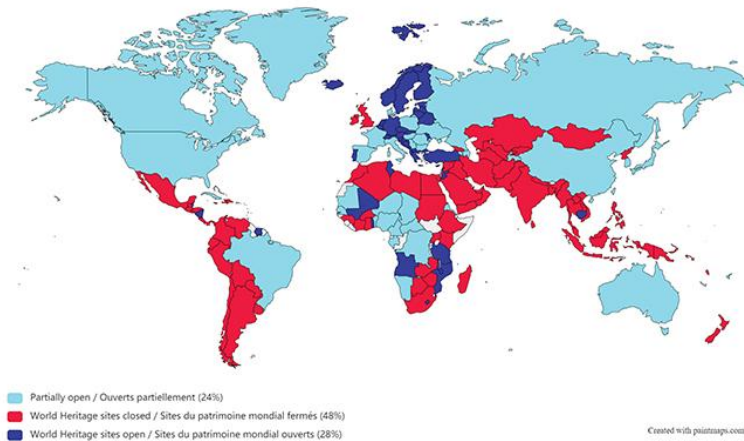 Partially open / Ouverts partiellement (24%)
World Heritage sites closed / Sites du patrimoine mondial fermés (48%)
World Heritage sites open / Sites du patrimoine mondial ouverts (28%)
Created with paintmaps.com